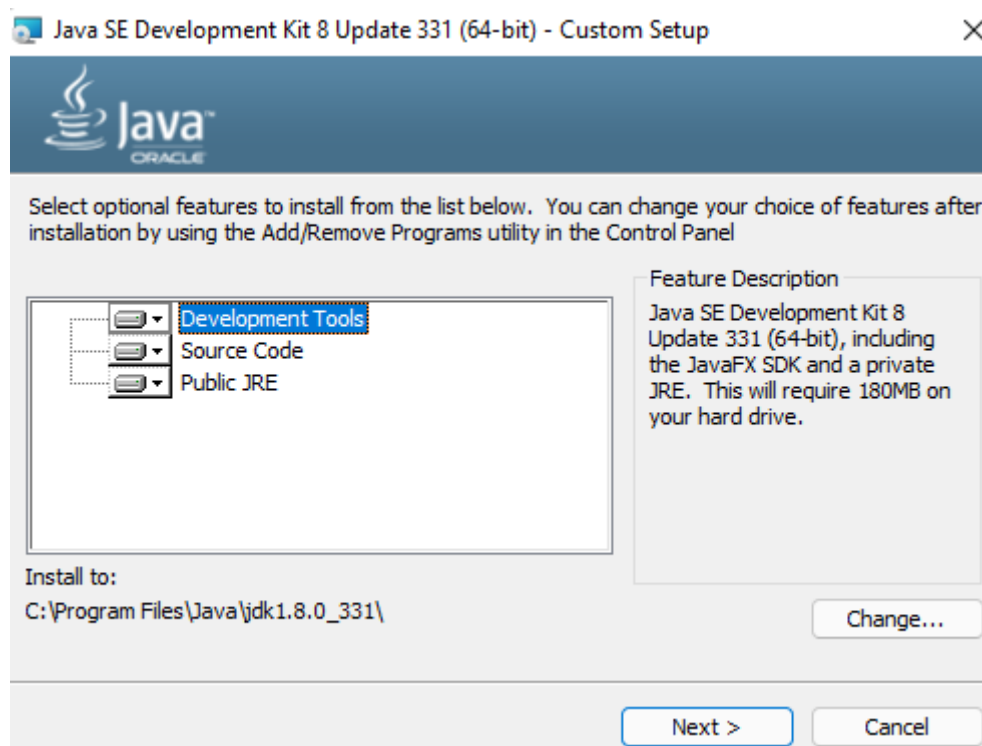 Java SE Development Kit 8 Update 331 (64-bit) - Custom Setup
Java™
ORACLE
Select optional features to install from the list below.  You can change your choice of features after
installation by using the Add/Remove Programs utility in the Control Panel
Development Tools
Source Code
Public JRE
Feature Description
Java SE Development Kit 8
Update 331 (64-bit), including
the JavaFX SDK and a private
JRE.  This will require 180MB on
your hard drive.
Install to:
C:\Program Files\Java\jdk1.8.0_331\
Change...
Next >
Cancel